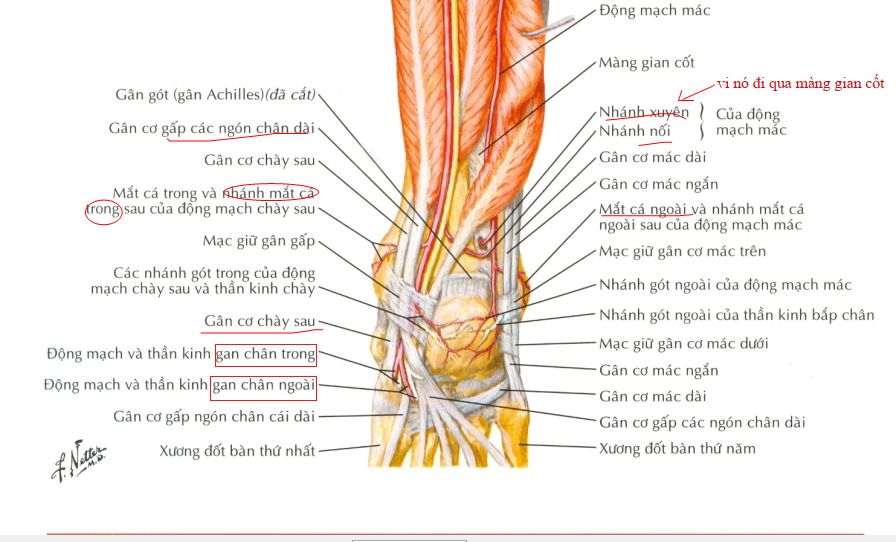 Động mạch mác
Màng gian cốt
vì nó đi qua màng gian cốt
Nhánh xuyên
Nhánh nối
Của động
mạch mác
Gân cơ mác dài
Gân cơ mác ngắn
Mắt cá ngoài và nhánh mắt cá
ngoài sau của động mạch mác
Mạc giữ gân cơ mác trên
Nhánh gót ngoài của động mạch mác
Nhánh gót ngoài của thần kinh bắp chân
Mạc giữ gân cơ mác dưới
Gân cơ mác ngắn
Gân cơ mác dài
Gân cơ gấp các ngón chân dài
Xương đốt bàn thứ năm
Gân gót (gân Achilles)(đã cắt)
Gân cơ gấp các ngón chân dài
Gân cơ chày sau
Mắt cá trong và nhánh mắt cá
trong sau của động mạch chày sau
Mạc giữ gân gấp
Các nhánh gót trong của động
mạch chày sau và thần kinh chày
Gân cơ chày sau
Động mạch và thần kinh gan chân trong
Động mạch và thần kinh gan chân ngoài
Gân cơ gấp ngón chân cái dài
Xương đốt bàn thứ nhất
F. Netter
M.D.